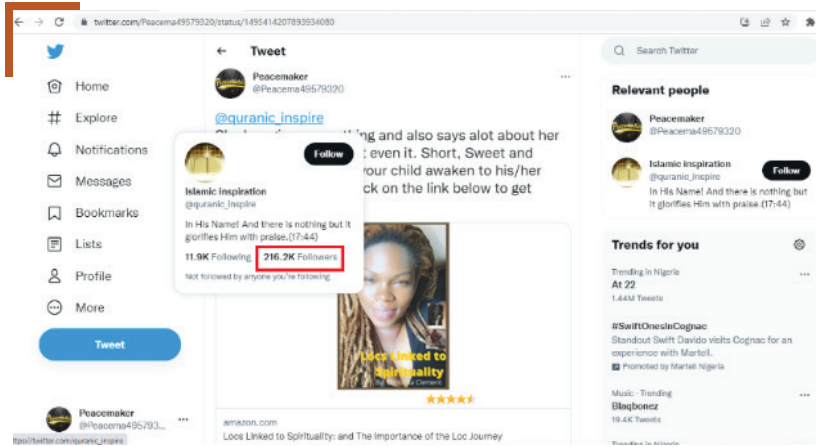 twitter.com/Peacema49579320/status/1495414207893934080
Home
Explore
Notifications
Messages
Bookmarks
Lists
Profile
More
Tweet
Peacemaker
@Peacema495793...
Tweet
Peacemaker
@Peacema49579320
@quranic_inspire
thing and also says alot about her
even it. Short, Sweet and
your child awaken to his/her
ck on the link below to get
Follow
Islamic inspiration
@quranic_inspire
In His Name! And there is nothing but it
glorifies Him with praise.(17:44)
11.9K Following 216.2K Followers
Not followed by anyone you're following
Locs Linked to
Spirituality
Clement
amazon.com
Locs Linked to Spirituality: and The Importance of the Loc Journey
Search Twitter
Relevant people
Peacemaker
@Peacema49579320
Islamic inspiration
@quranic_inspire
Follow
In His Name! And there is nothing but
it glorifies Him with praise.(17:44)
Trends for you
Trending in Nigeria
At 22
1.44M Tweets
#SwiftOnesInCognac
Standout Swift Davido visits Cognac for an
experience with Martell.
Promoted by Martell Nigeria
Music · Trending
Blaqbonez
19.4K Tweets
Trending in Nigeria
https://twitter.com/quranic_inspire